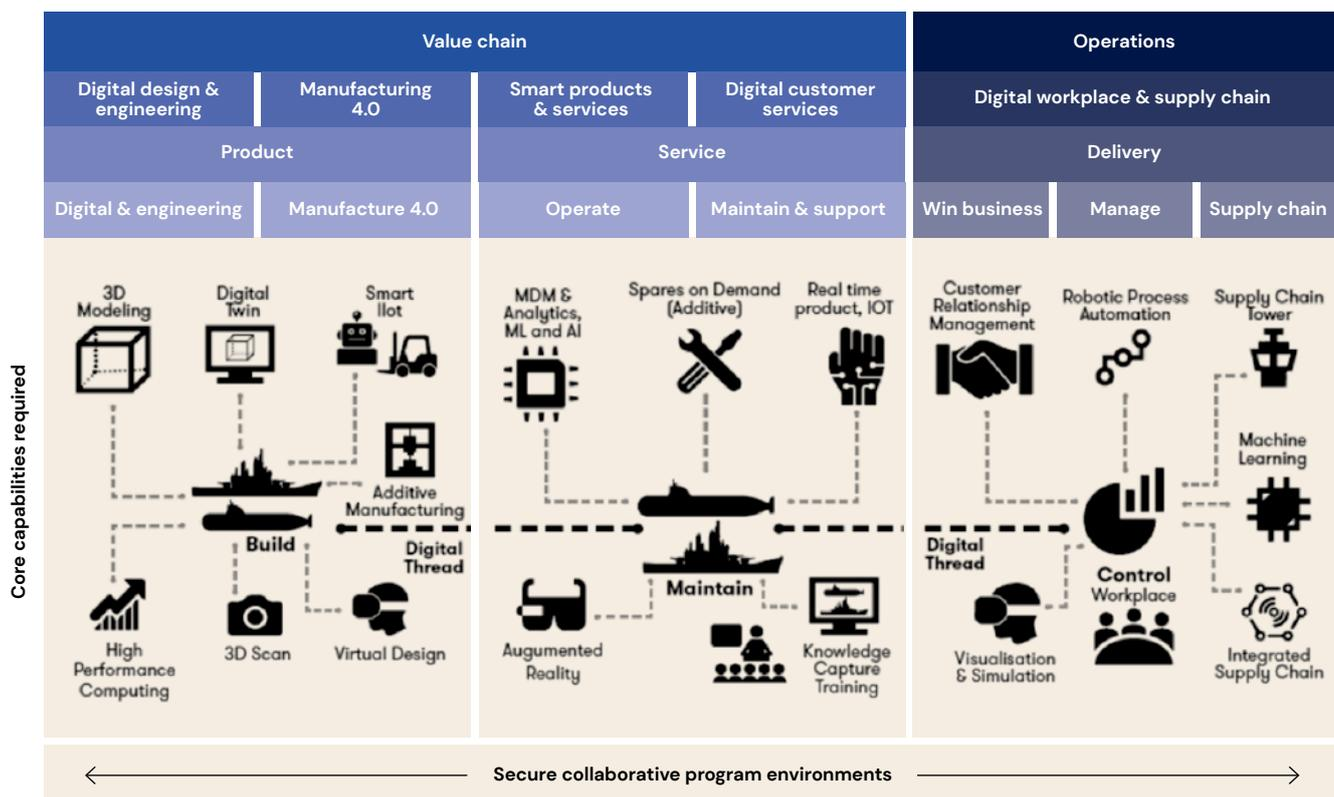 Value chain
Operations
Digital design &
engineering
Manufacturing
4.0
Smart products
& services
Digital customer
services
Digital workplace & supply chain
Product
Service
Delivery
Digital & engineering
Manufacture 4.0
Operate
Maintain & support
Win business
Manage
Supply chain
Core capabilities required
3D
Modeling
Digital
Twin
Smart
IIot
Additive
Manufacturing
Build
Digital
Thread
High
Performance
Computing
3D Scan
Virtual Design
MDM &
Analytics,
ML and AI
Spares on Demand
(Additive)
Real time
product, IOT
Maintain
Augumented
Reality
Knowledge
Capture
Training
Customer
Relationship
Management
Robotic Process
Automation
Supply Chain
Tower
Machine
Learning
Digital
Thread
Control
Workplace
Visualisation
& Simulation
Integrated
Supply Chain
Secure collaborative program environments